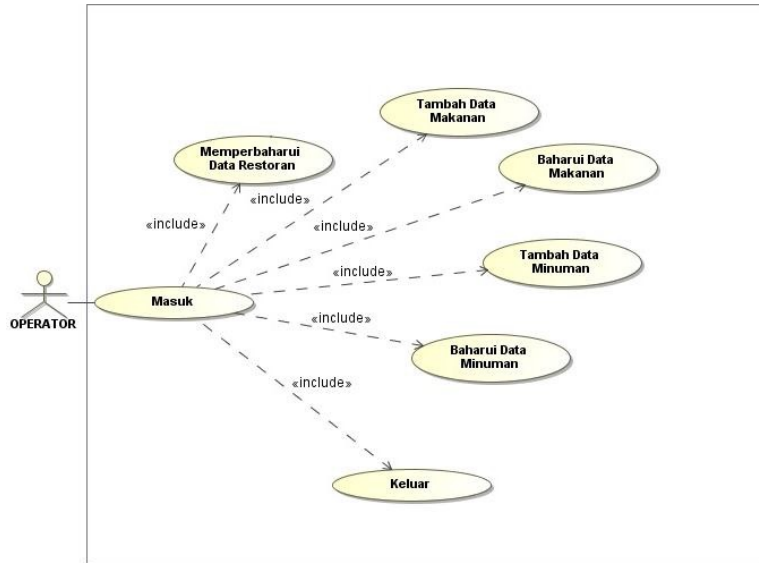 Tambah Data
Makanan
Memperbaharui
Data Restoran
Baharui Data
Makanan
«include»
«include»
«include»
Tambah Data
Minuman
«include»
Masuk
OPERATOR
«include»
Baharui Data
Minuman
«include»
Keluar